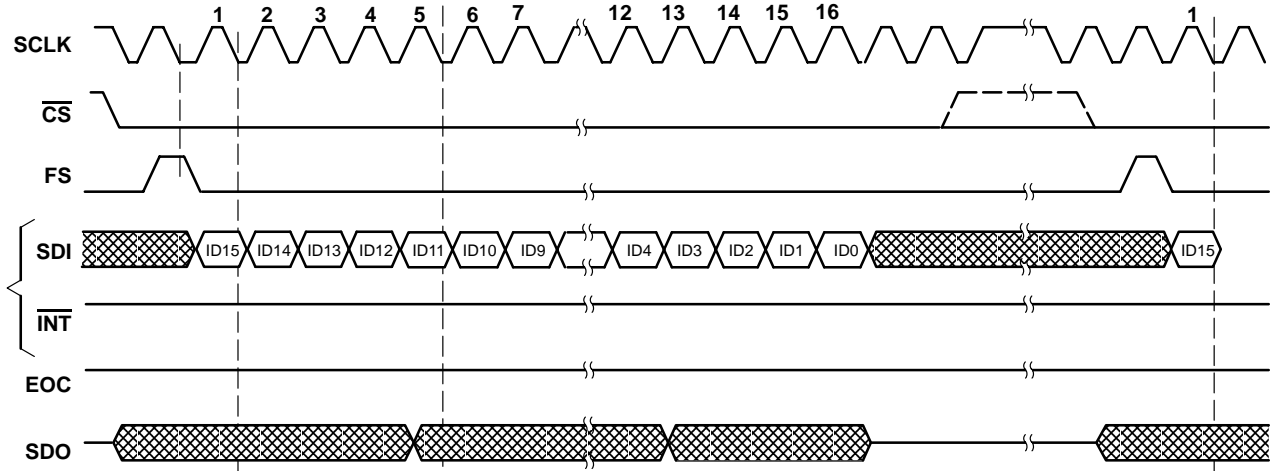 1 2 3 4 5 6 7 12 13 14 15 16 1
SCLK
CS
FS
SDI ID15 ID14 ID13 ID12 ID11 ID10 ID9 ID4 ID3 ID2 ID1 ID0 ID15
INT
EOC
SDO